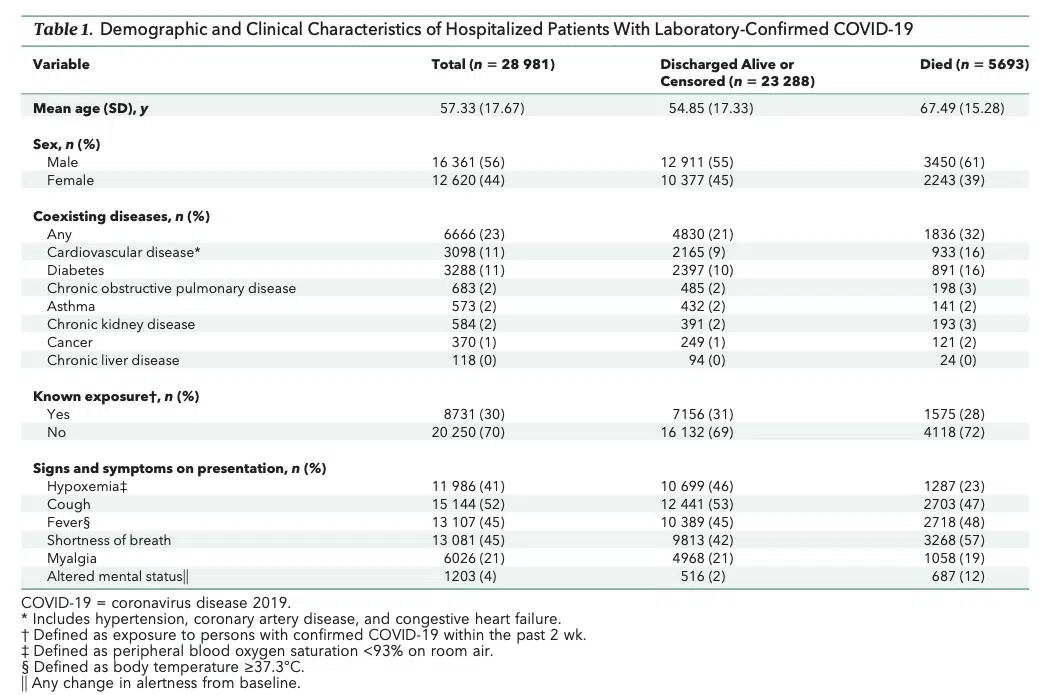 Table 1. Demographic and Clinical Characteristics of Hospitalized Patients With Laboratory-Confirmed COVID-19
Variable Total (n = 28 981) Discharged Alive or Censored (n = 23 288) Died (n = 5693)
Mean age (SD), y 57.33 (17.67) 54.85 (17.33) 67.49 (15.28)
Sex, n (%)
Male 16 361 (56) 12 911 (55) 3450 (61)
Female 12 620 (44) 10 377 (45) 2243 (39)
Coexisting diseases, n (%)
Any 6666 (23) 4830 (21) 1836 (32)
Cardiovascular disease* 3098 (11) 2165 (9) 933 (16)
Diabetes 3288 (11) 2397 (10) 891 (16)
Chronic obstructive pulmonary disease 683 (2) 485 (2) 198 (3)
Asthma 573 (2) 432 (2) 141 (2)
Chronic kidney disease 584 (2) 391 (2) 193 (3)
Cancer 370 (1) 249 (1) 121 (2)
Chronic liver disease 118 (0) 94 (0) 24 (0)
Known exposure†, n (%)
Yes 8731 (30) 7156 (31) 1575 (28)
No 20 250 (70) 16 132 (69) 4118 (72)
Signs and symptoms on presentation, n (%)
Hypoxemia‡ 11 986 (41) 10 699 (46) 1287 (23)
Cough 15 144 (52) 12 441 (53) 2703 (47)
Fever§ 13 107 (45) 10 389 (45) 2718 (48)
Shortness of breath 13 081 (45) 9813 (42) 3268 (57)
Myalgia 6026 (21) 4968 (21) 1058 (19)
Altered mental status‖ 1203 (4) 516 (2) 687 (12)
COVID-19 = coronavirus disease 2019.
* Includes hypertension, coronary artery disease, and congestive heart failure.
† Defined as exposure to persons with confirmed COVID-19 within the past 2 wk.
‡ Defined as peripheral blood oxygen saturation <93% on room air.
§ Defined as body temperature ≥37.3°C.
‖ Any change in alertness from baseline.